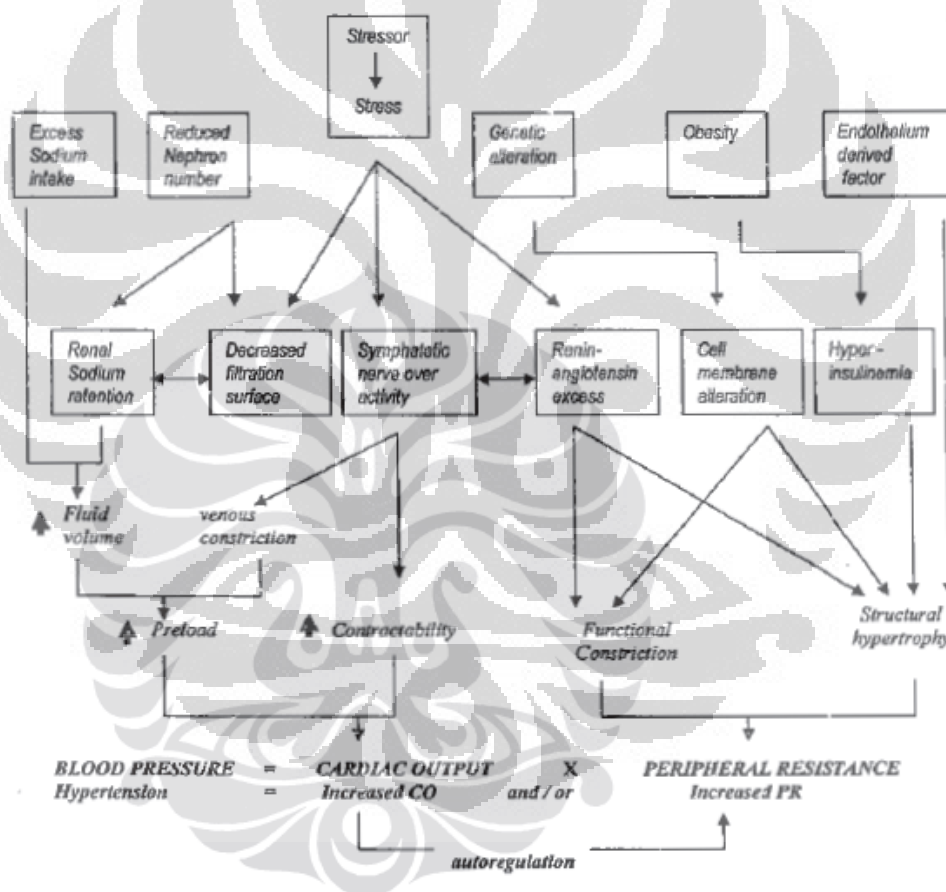 Stressor
Stress
Excess
Sodium
intake
Reduced
Nephron
number
Genetic
alteration
Obesity
Endothelium
derived
factor
Renal
Sodium
retention
Decreased
filtration
surface
Symphatetic
nerve over
activity
Renin-
angiotensin
excess
Cell
membrane
alteration
Hyper-
insulinemia
Fluid
volume
venous
constriction
Preload
Contractability
Functional
Constriction
Structural
hypertrophy
BLOOD PRESSURE = CARDIAC OUTPUT X PERIPHERAL RESISTANCE
Hypertension = Increased CO and / or Increased PR
autoregulation